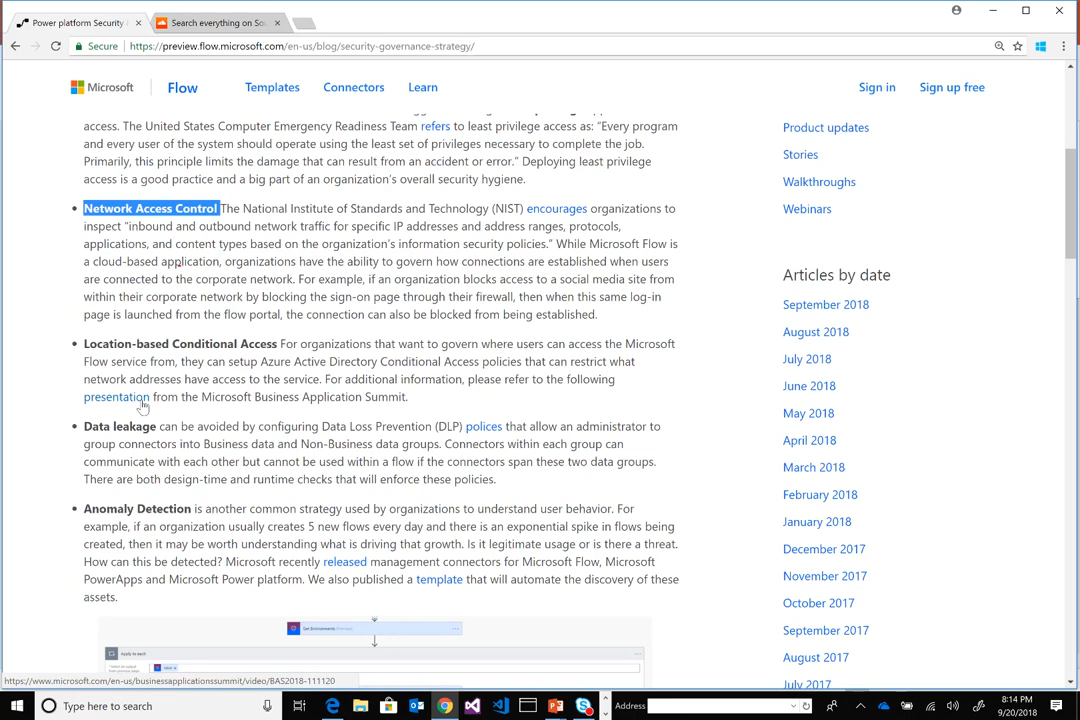 Power platform Security &
Search everything on So
Secure
https://preview.flow.microsoft.com/en-us/blog/security-governance-strategy/
Microsoft
Flow
Templates
Connectors
Learn
Sign in
Sign up free
access. The United States Computer Emergency Readiness Team refers to least privilege access as: “Every program
and every user of the system should operate using the least set of privileges necessary to complete the job.
Primarily, this principle limits the damage that can result from an accident or error.” Deploying least privilege
access is a good practice and a big part of an organization’s overall security hygiene.
• Network Access Control The National Institute of Standards and Technology (NIST) encourages organizations to
inspect “inbound and outbound network traffic for specific IP addresses and address ranges, protocols,
applications, and content types based on the organization’s information security policies.” While Microsoft Flow is
a cloud-based application, organizations have the ability to govern how connections are established when users
are connected to the corporate network. For example, if an organization blocks access to a social media site from
within their corporate network by blocking the sign-on page through their firewall, then when this same log-in
page is launched from the flow portal, the connection can also be blocked from being established.
• Location-based Conditional Access For organizations that want to govern where users can access the Microsoft
Flow service from, they can setup Azure Active Directory Conditional Access policies that can restrict what
network addresses have access to the service. For additional information, please refer to the following
presentation from the Microsoft Business Application Summit.
• Data leakage can be avoided by configuring Data Loss Prevention (DLP) polices that allow an administrator to
group connectors into Business data and Non-Business data groups. Connectors within each group can
communicate with each other but cannot be used within a flow if the connectors span these two data groups.
There are both design-time and runtime checks that will enforce these policies.
• Anomaly Detection is another common strategy used by organizations to understand user behavior. For
example, if an organization usually creates 5 new flows every day and there is an exponential spike in flows being
created, then it may be worth understanding what is driving that growth. Is it legitimate usage or is there a threat.
How can this be detected? Microsoft recently released management connectors for Microsoft Flow, Microsoft
PowerApps and Microsoft Power platform. We also published a template that will automate the discovery of these
assets.
Get Environments
Apply to each
Product updates
Stories
Walkthroughs
Webinars
Articles by date
September 2018
August 2018
July 2018
June 2018
May 2018
April 2018
March 2018
February 2018
January 2018
December 2017
November 2017
October 2017
September 2017
August 2017
July 2017
https://www.microsoft.com/en-us/businessapplicationssummit/video/BAS2018-111120
Type here to search
Address
8:14 PM
9/20/2018